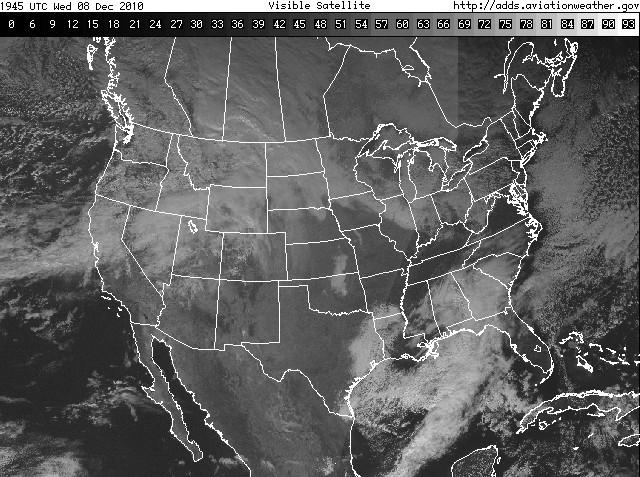 1945 UTC Wed 08 Dec 2010 Visible Satellite http://adds.aviationweather.gov
0 6 9 12 15 18 21 24 27 30 33 36 39 42 45 48 51 54 57 60 63 66 69 72 75 78 81 84 87 90 93